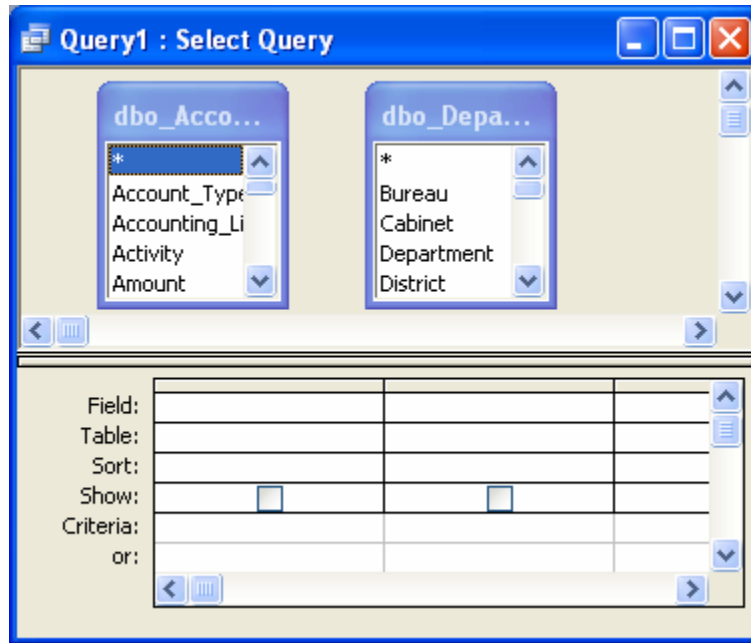 Query1 : Select Query
dbo_Acco...
*
Account_Type
Accounting_Li
Activity
Amount
dbo_Depa...
*
Bureau
Cabinet
Department
District
Field:
Table:
Sort:
Show:
Criteria:
or: